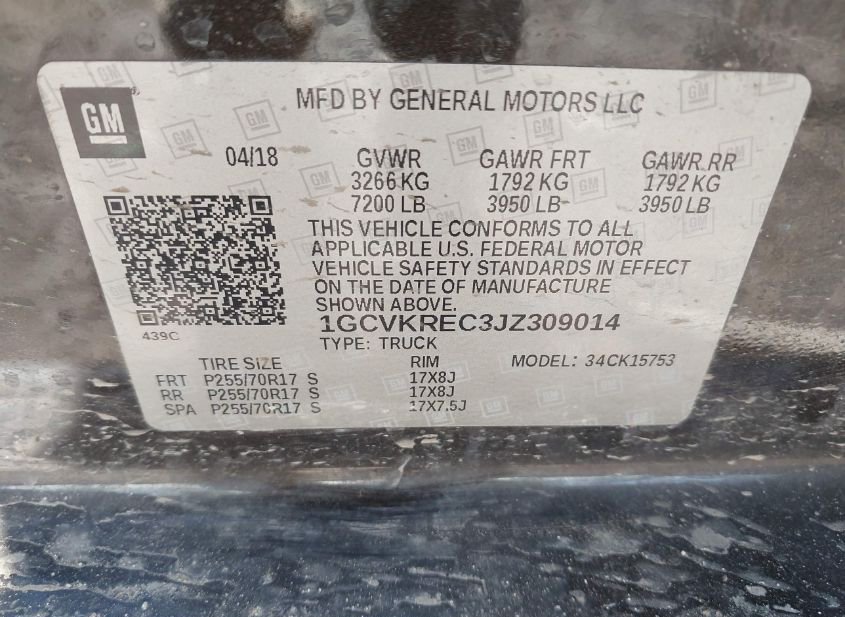 GM
MFD BY GENERAL MOTORS LLC
04/18 GVWR GAWR FRT GAWR RR
3266 KG 1792 KG 1792 KG
7200 LB 3950 LB 3950 LB
THIS VEHICLE CONFORMS TO ALL
APPLICABLE U.S. FEDERAL MOTOR
VEHICLE SAFETY STANDARDS IN EFFECT
ON THE DATE OF MANUFACTURE
SHOWN ABOVE.
439C
1GCVKREC3JZ309014
TYPE: TRUCK
TIRE SIZE RIM MODEL: 34CK15753
FRT P255/70R17 S 17X8J
RR P255/70R17 S 17X8J
SPA P255/70R17 S 17X7.5J